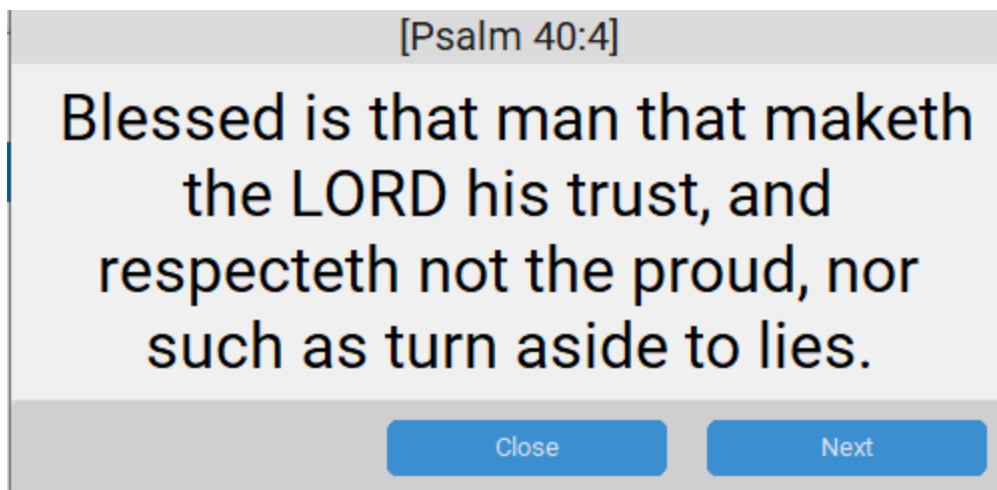 [Psalm 40:4]
Blessed is that man that maketh
the LORD his trust, and
respecteth not the proud, nor
such as turn aside to lies.
Close
Next